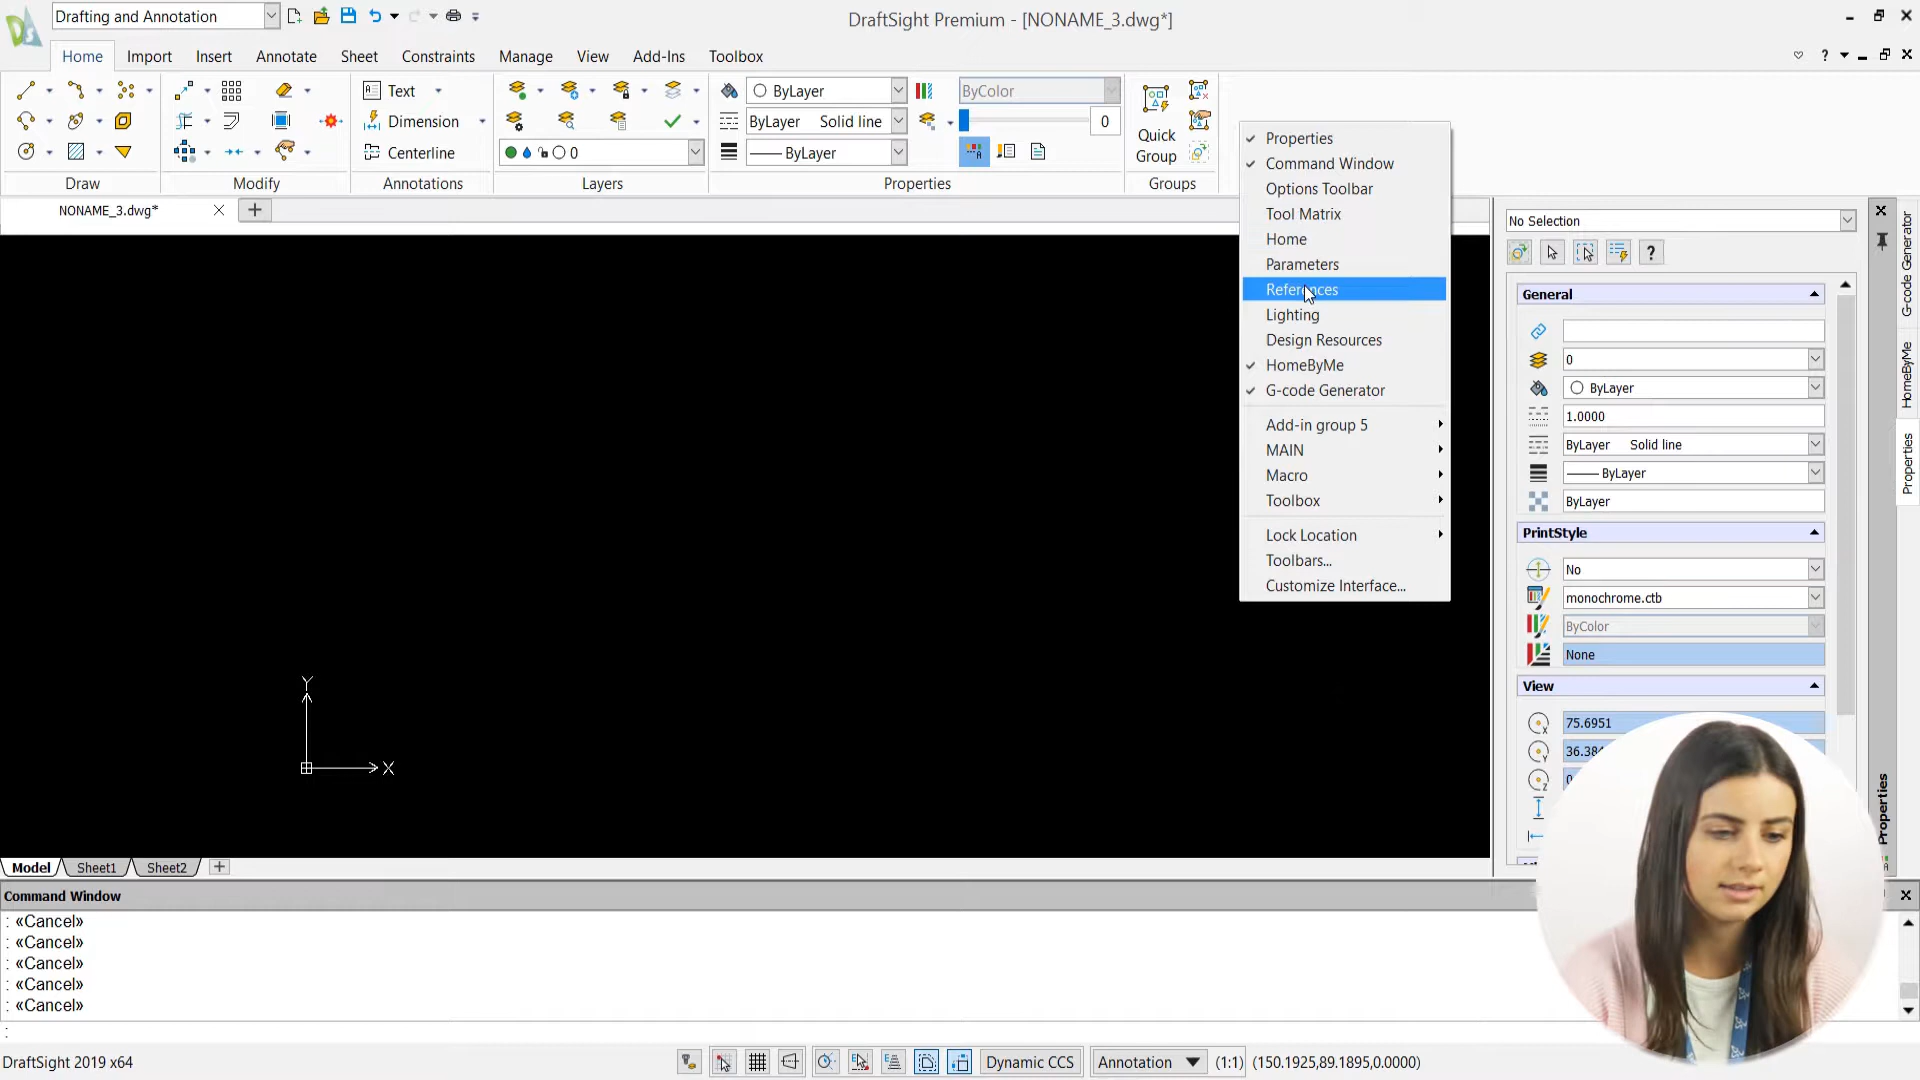 Drafting and Annotation
DraftSight Premium - [NONAME_3.dwg*]
Home Import Insert Annotate Sheet Constraints Manage View Add-Ins Toolbox
?
Text
Dimension
Centerline
ByLayer
ByLayer Solid line
ByLayer
ByColor
0
0
Quick
Group
Draw Modify Annotations Layers Properties Groups
NONAME_3.dwg*
Properties
Command Window
Options Toolbar
Tool Matrix
Home
Parameters
References
Lighting
Design Resources
HomeByMe
G-code Generator
Add-in group 5
MAIN
Macro
Toolbox
Lock Location
Toolbars...
Customize Interface...
No Selection
?
General
0
ByLayer
1.0000
ByLayer Solid line
ByLayer
ByLayer
PrintStyle
No
monochrome.ctb
ByColor
None
View
75.6951
G-code Generator
HomeByMe
Properties
Properties
Y
X
Model Sheet1 Sheet2
Command Window
: «Cancel»
: «Cancel»
: «Cancel»
: «Cancel»
: «Cancel»
:
DraftSight 2019 x64
Dynamic CCS
Annotation
(1:1)
(150.1925,89.1895,0.0000)